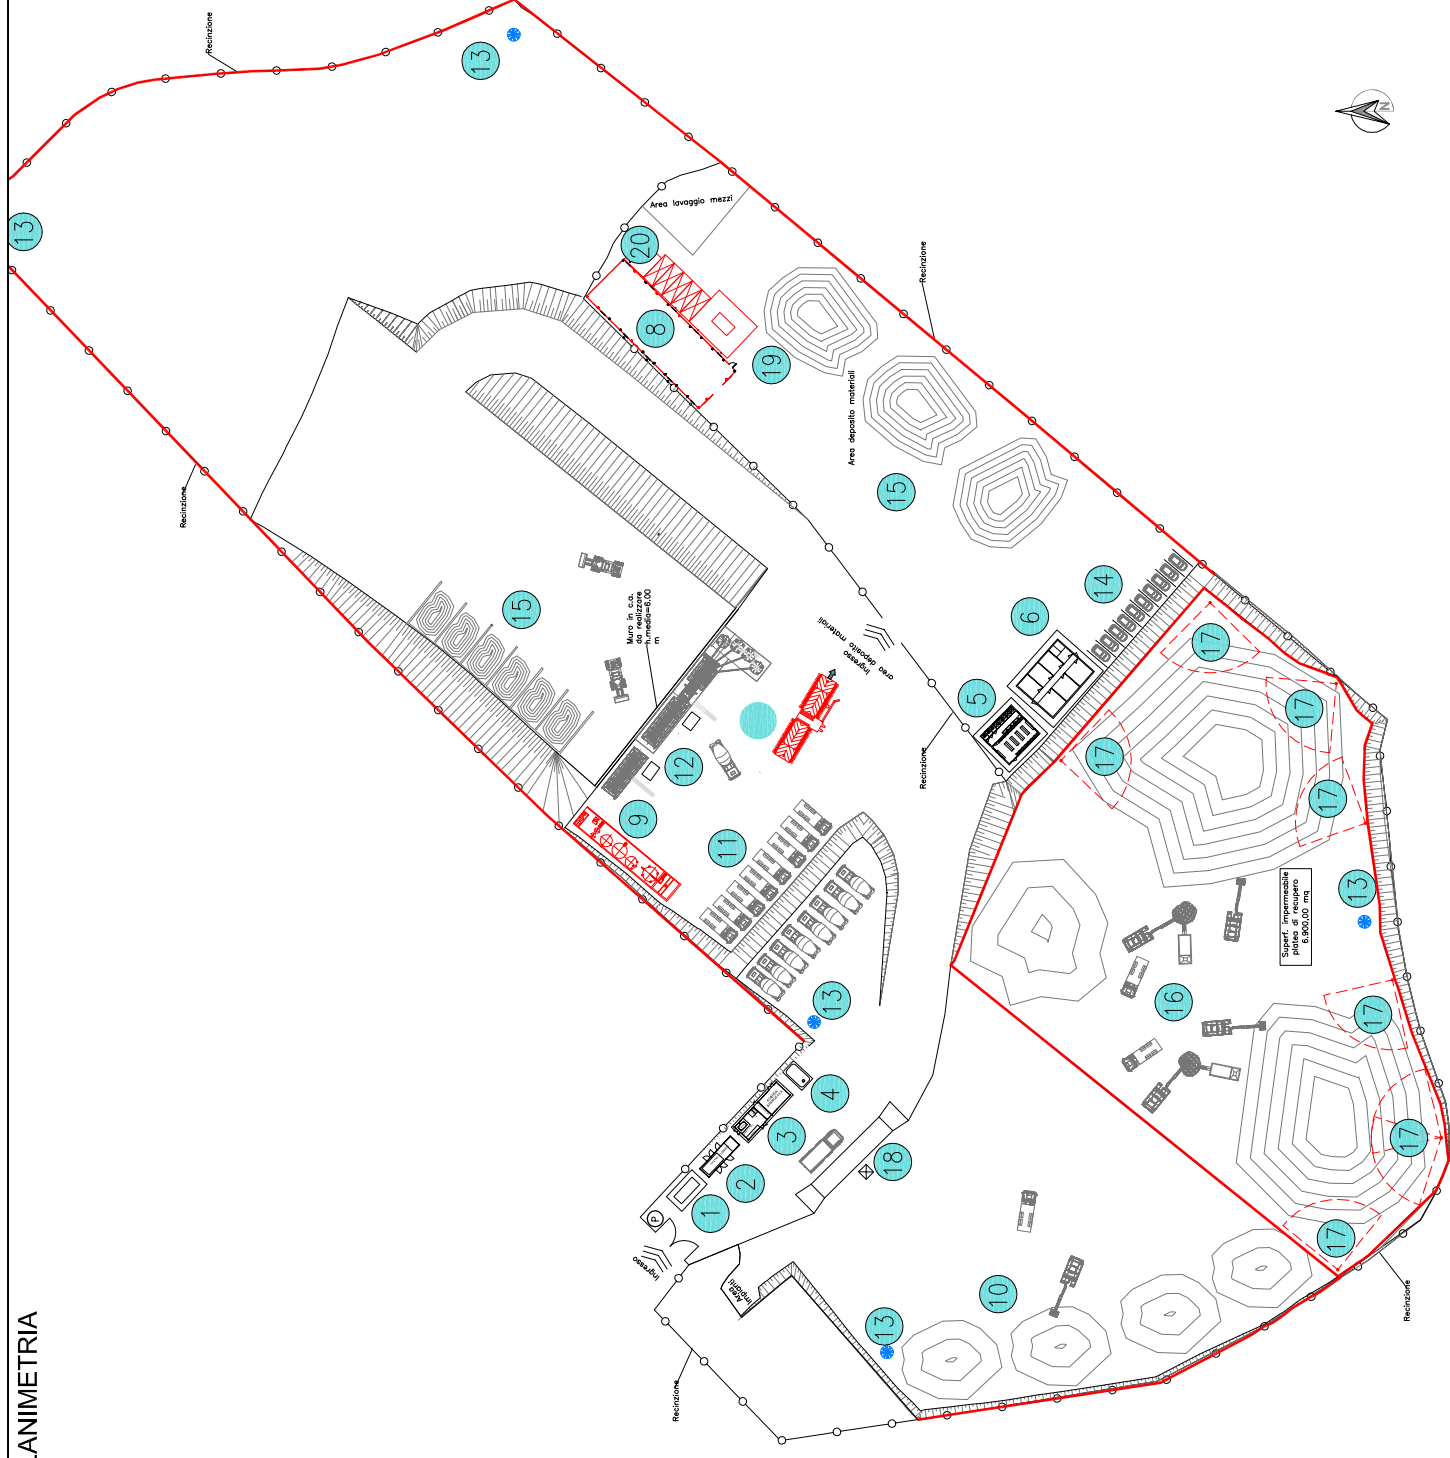 .ANIMETRIA
Recinzione
13
13
Area lavaggio mezzi
20
8
19
Recinzione
Area deposito materiali
Recinzione
15
15
Muro in c.a.
da realizzare
h.media=6.00
m
Ingresso
area deposito materiali
14
6
5
17
17
17
17
Recinzione
12
9
11
Superf. impermeabile
platea di recupero
6.900,00 mq
13
16
17
13
4
3
2
1
18
17
17
P
Ingresso
Area
Impianti
10
13
Recinzione
Recinzione
N